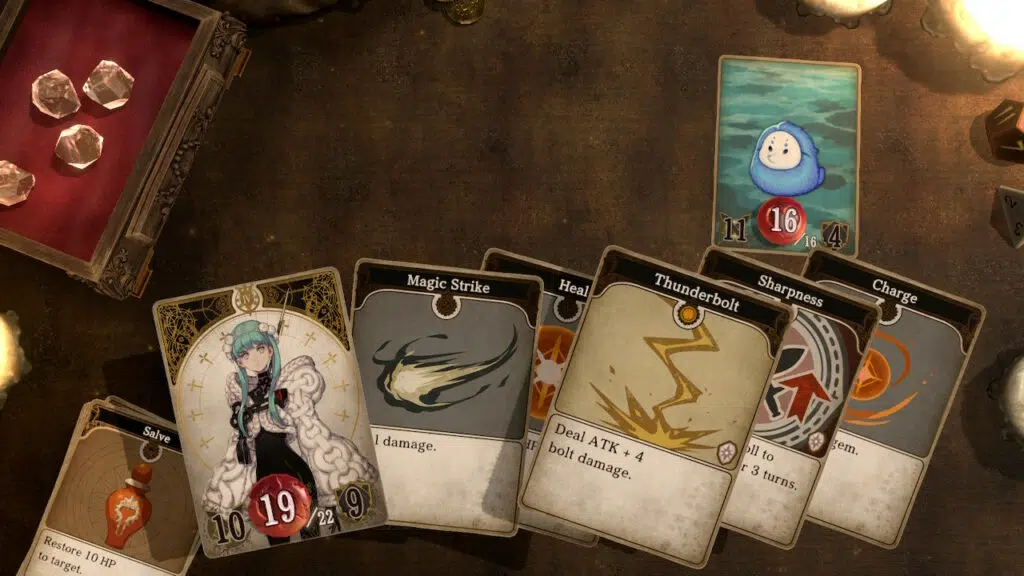 11
16
16
4
Magic Strike
l damage.
Heal
Thunderbolt
Deal ATK + 4
bolt damage.
Sharpness
ll to
r 3 turns.
Charge
gem.
10
19
/22
9
Salve
Restore 10 HP
to target.